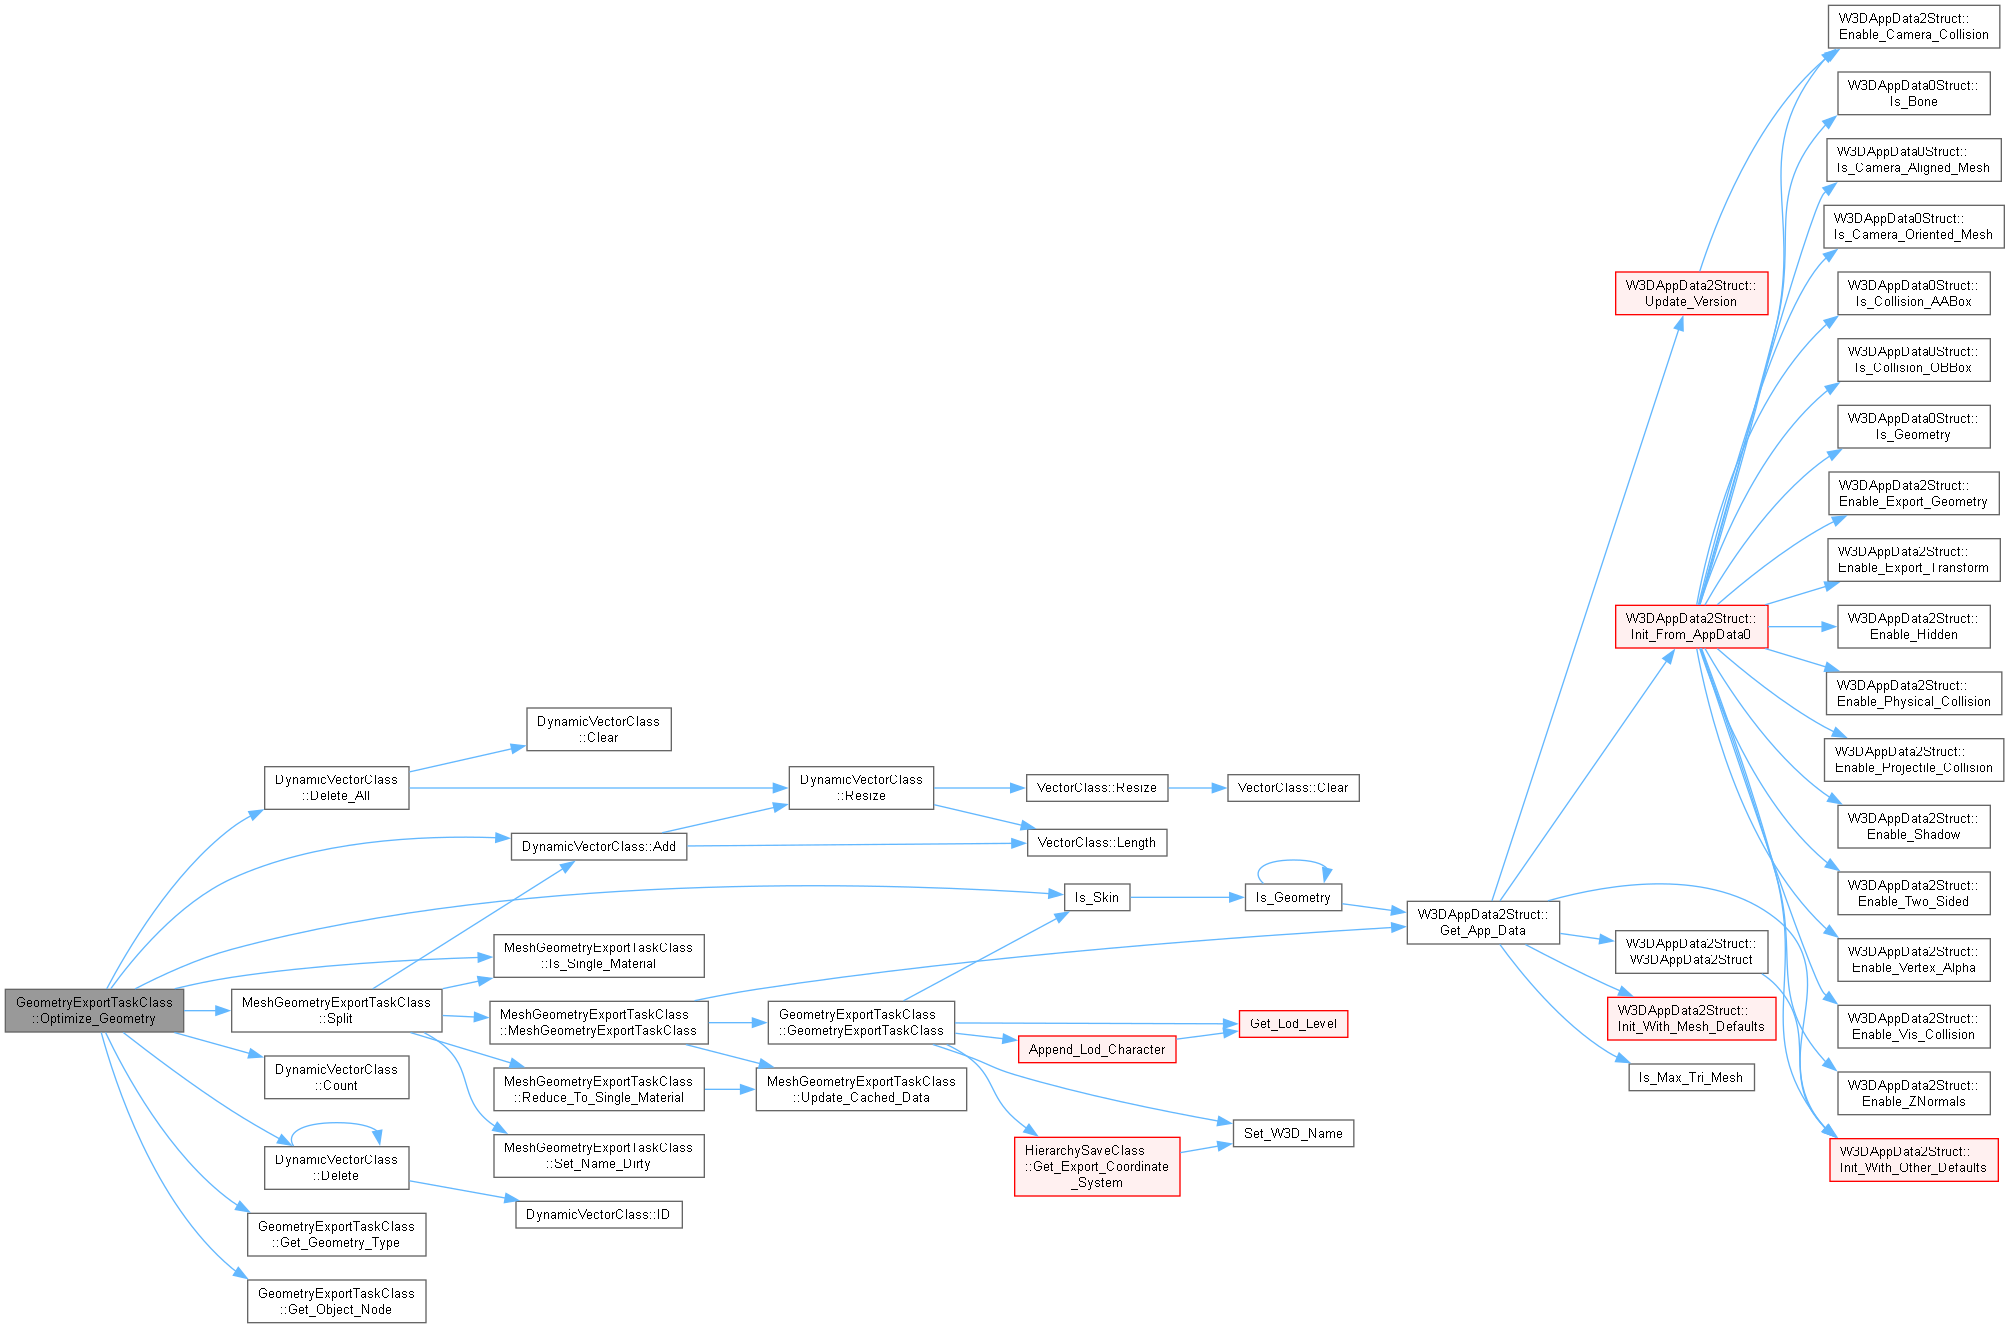 W3DAppData2Struct::
Enable_Camera_Collision
W3DAppData0Struct::
Is_Bone
W3DAppData0Struct::
Is_Camera_Aligned_Mesh
W3DAppData0Struct::
Is_Camera_Oriented_Mesh
W3DAppData2Struct::
Update_Version
W3DAppData0Struct::
Is_Collision_AABox
W3DAppData0Struct::
Is_Collision_OBBox
W3DAppData0Struct::
Is_Geometry
W3DAppData2Struct::
Enable_Export_Geometry
W3DAppData2Struct::
Enable_Export_Transform
W3DAppData2Struct::
Init_From_AppData0
W3DAppData2Struct::
Enable_Hidden
W3DAppData2Struct::
Enable_Physical_Collision
W3DAppData2Struct::
Enable_Projectile_Collision
W3DAppData2Struct::
Enable_Shadow
W3DAppData2Struct::
Enable_Two_Sided
W3DAppData2Struct::
Enable_Vertex_Alpha
W3DAppData2Struct::
Enable_Vis_Collision
W3DAppData2Struct::
Enable_ZNormals
W3DAppData2Struct::
Init_With_Other_Defaults
DynamicVectorClass
::Clear
DynamicVectorClass
::Delete_All
DynamicVectorClass
::Resize
VectorClass::Resize
VectorClass::Clear
DynamicVectorClass::Add
VectorClass::Length
Is_Skin
Is_Geometry
W3DAppData2Struct::
Get_App_Data
W3DAppData2Struct::
W3DAppData2Struct
W3DAppData2Struct::
Init_With_Mesh_Defaults
Is_Max_Tri_Mesh
MeshGeometryExportTaskClass
::Is_Single_Material
GeometryExportTaskClass
::Optimize_Geometry
MeshGeometryExportTaskClass
::Split
MeshGeometryExportTaskClass
::MeshGeometryExportTaskClass
GeometryExportTaskClass
::GeometryExportTaskClass
Get_Lod_Level
Append_Lod_Character
DynamicVectorClass
::Count
MeshGeometryExportTaskClass
::Reduce_To_Single_Material
MeshGeometryExportTaskClass
::Update_Cached_Data
Set_W3D_Name
DynamicVectorClass
::Delete
MeshGeometryExportTaskClass
::Set_Name_Dirty
HierarchySaveClass
::Get_Export_Coordinate
_System
DynamicVectorClass::ID
GeometryExportTaskClass
::Get_Geometry_Type
GeometryExportTaskClass
::Get_Object_Node